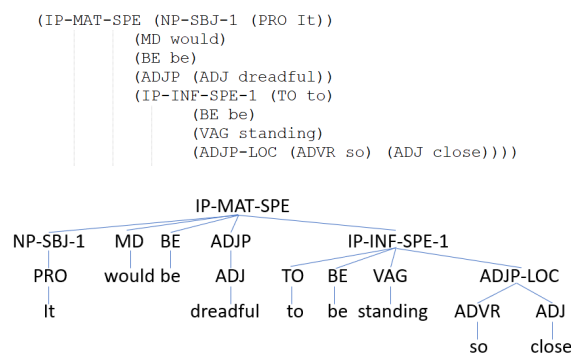 (IP-MAT-SPE (NP-SBJ-1 (PRO It))
(MD would)
(BE be)
(ADJP (ADJ dreadful))
(IP-INF-SPE-1 (TO to)
(BE be)
(VAG standing)
(ADJP-LOC (ADVR so) (ADJ close))))
IP-MAT-SPE
NP-SBJ-1 MD BE ADJP IP-INF-SPE-1
PRO would be ADJ TO BE VAG ADJP-LOC
It dreadful to be standing ADVR ADJ
so close